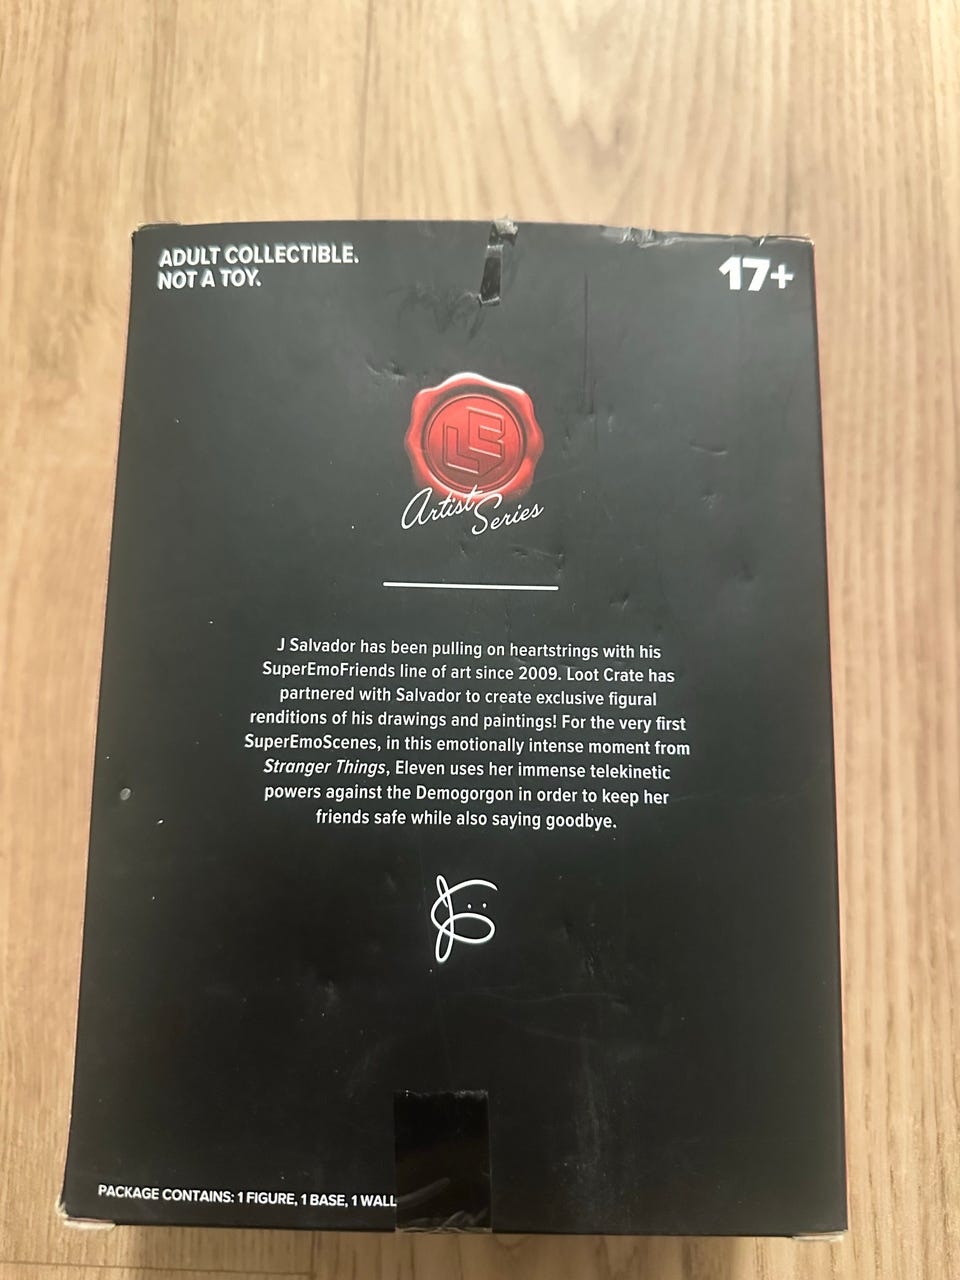 ADULT COLLECTIBLE.
NOT A TOY.
17+
Artist Series
J Salvador has been pulling on heartstrings with his
SuperEmoFriends line of art since 2009. Loot Crate has
partnered with Salvador to create exclusive figural
renditions of his drawings and paintings! For the very first
SuperEmoScenes, in this emotionally intense moment from
Stranger Things, Eleven uses her immense telekinetic
powers against the Demogorgon in order to keep her
friends safe while also saying goodbye.
PACKAGE CONTAINS: 1 FIGURE, 1 BASE, 1 WALL